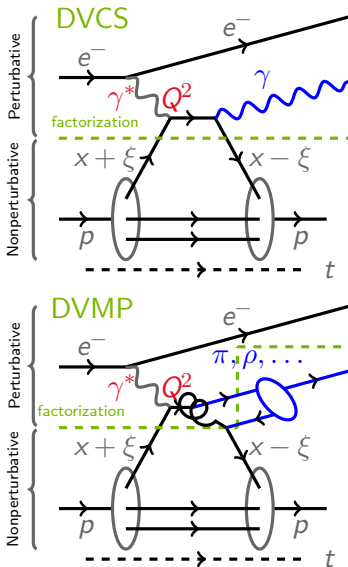 DVCS
e⁻
e⁻
γ*
Q²
γ
Perturbative
factorization
Nonperturbative
x + ξ
x − ξ
p
p
t
DVMP
e⁻
e⁻
π, ρ, …
γ*
Q²
Perturbative
factorization
Nonperturbative
x + ξ
x − ξ
p
p
t